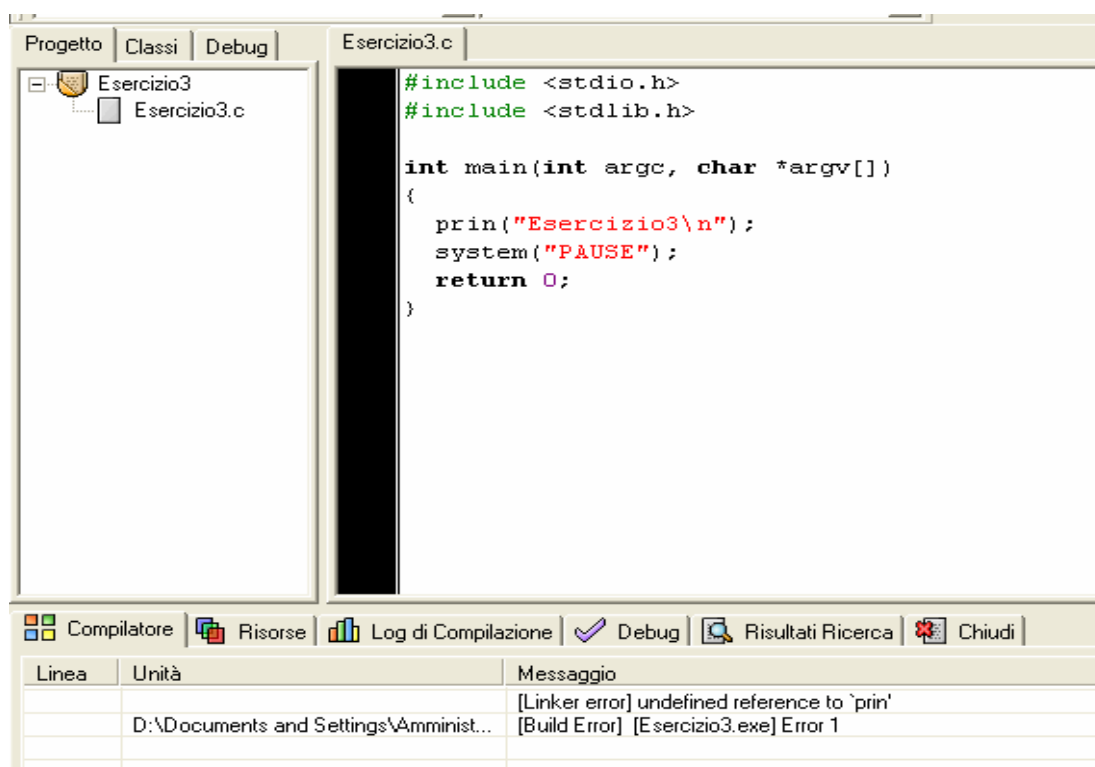 Progetto Classi Debug
Esercizio3
Esercizio3.c
Esercizio3.c
#include <stdio.h>
#include <stdlib.h>
int main(int argc, char *argv[])
{
prin("Esercizio3\n");
system("PAUSE");
return 0;
}
Compilatore Risorse Log di Compilazione Debug Risultati Ricerca Chiudi
Linea Unità Messaggio
[Linker error] undefined reference to `prin'
D:\Documents and Settings\Amminist... [Build Error] [Esercizio3.exe] Error 1